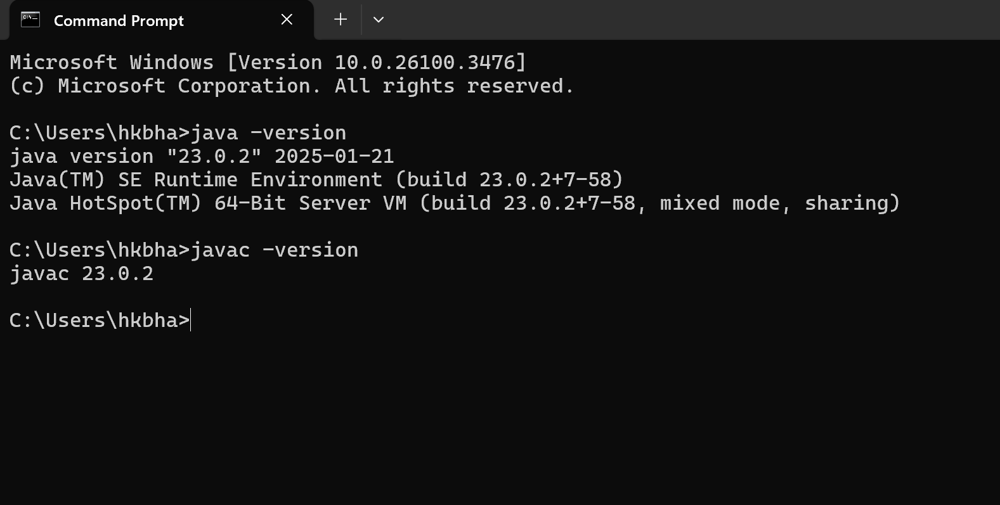 Command Prompt
Microsoft Windows [Version 10.0.26100.3476]
(c) Microsoft Corporation. All rights reserved.
C:\Users\hkbha>java -version
java version "23.0.2" 2025-01-21
Java(TM) SE Runtime Environment (build 23.0.2+7-58)
Java HotSpot(TM) 64-Bit Server VM (build 23.0.2+7-58, mixed mode, sharing)
C:\Users\hkbha>javac -version
javac 23.0.2
C:\Users\hkbha>